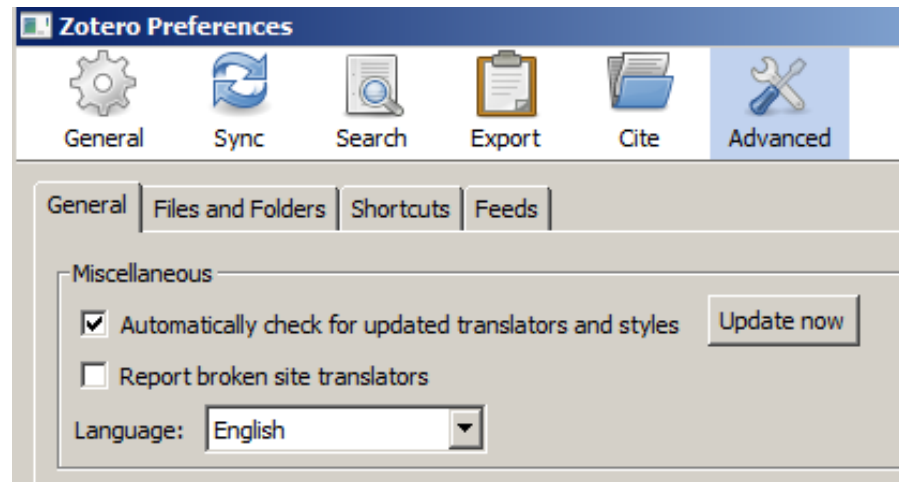 Zotero Preferences
General Sync Search Export Cite Advanced
General Files and Folders Shortcuts Feeds
Miscellaneous
Automatically check for updated translators and styles Update now
Report broken site translators
Language: English